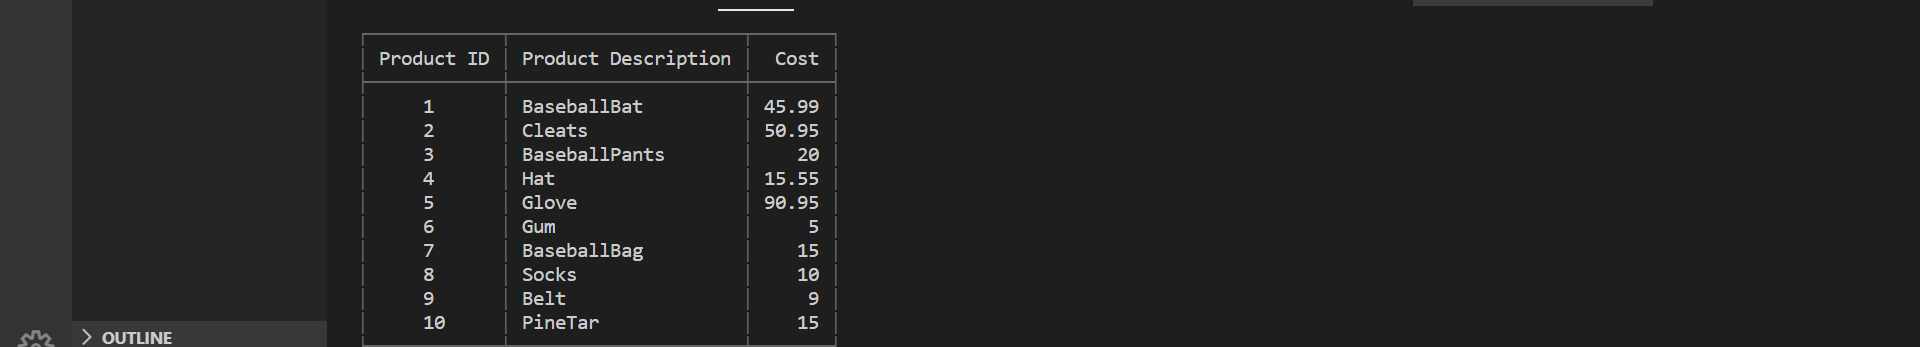 Product ID Product Description Cost
1 BaseballBat 45.99
2 Cleats 50.95
3 BaseballPants 20
4 Hat 15.55
5 Glove 90.95
6 Gum 5
7 BaseballBag 15
8 Socks 10
9 Belt 9
10 PineTar 15
OUTLINE